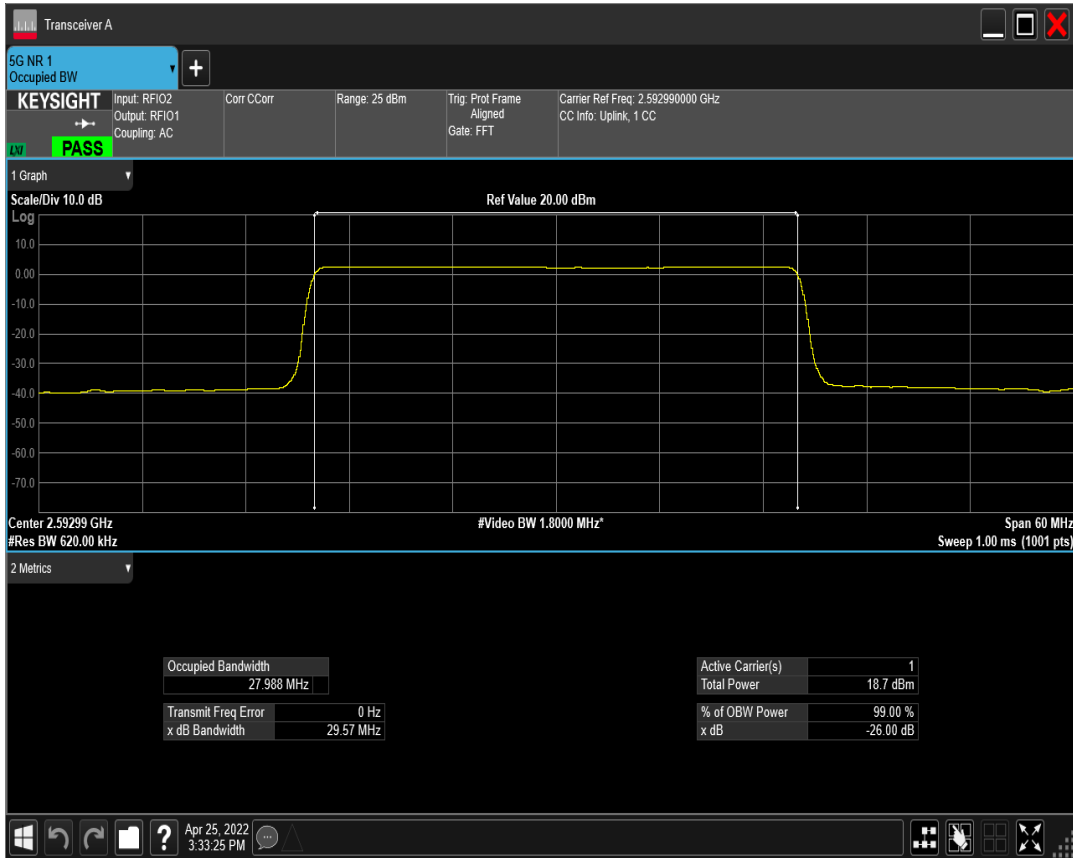 Transceiver A
5G NR 1
Occupied BW
+
KEYSIGHT
LXI
PASS
Input: RFIO2
Output: RFIO1
Coupling: AC
Corr CCorr
Range: 25 dBm
Trig: Prot Frame
Aligned
Gate: FFT
Carrier Ref Freq: 2.592990000 GHz
CC Info: Uplink, 1 CC
1 Graph
Scale/Div 10.0 dB
Ref Value 20.00 dBm
Log
10.0
0.00
-10.0
-20.0
-30.0
-40.0
-50.0
-60.0
-70.0
Center 2.59299 GHz
#Video BW 1.8000 MHz*
Span 60 MHz
#Res BW 620.00 kHz
Sweep 1.00 ms (1001 pts)
2 Metrics
Occupied Bandwidth
27.988 MHz
Transmit Freq Error 0 Hz
x dB Bandwidth 29.57 MHz
Active Carrier(s) 1
Total Power 18.7 dBm
% of OBW Power 99.00 %
x dB -26.00 dB
?
Apr 25, 2022
3:33:25 PM